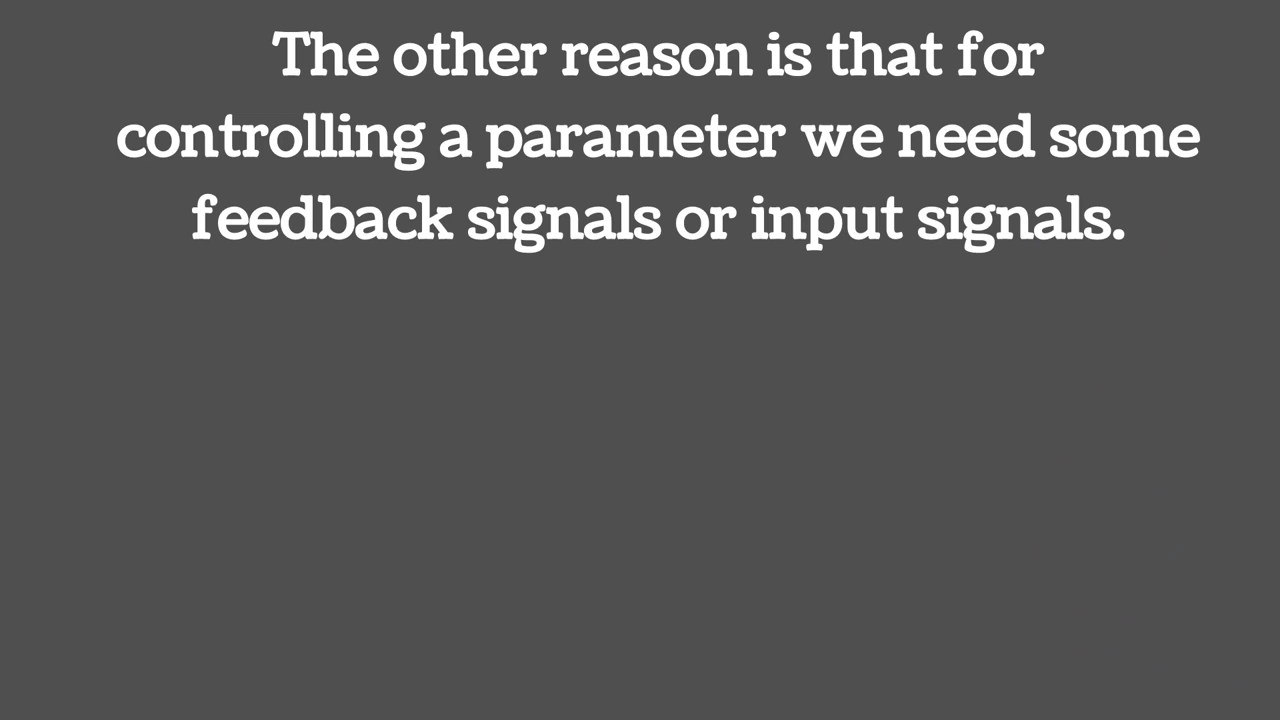 The other reason is that for
controlling a parameter we need some
feedback signals or input signals.